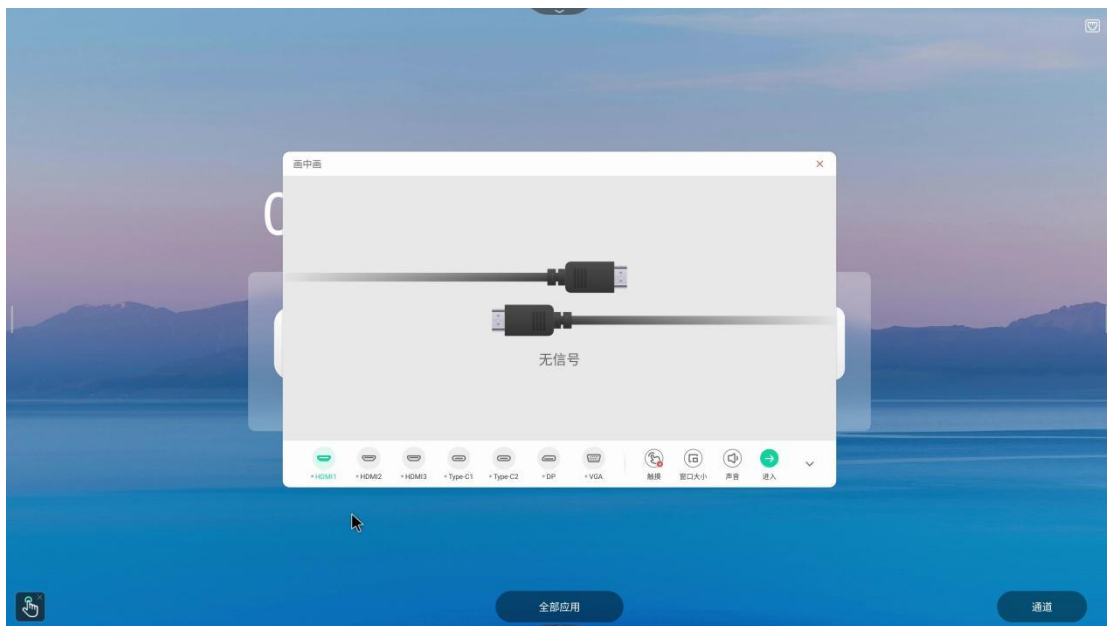 画中画
0
无信号
HDMI1 HDMI2 HDMI3 Type-C1 Type-C2 DP VGA 触摸 窗口大小 声音 进入
全部应用 通道